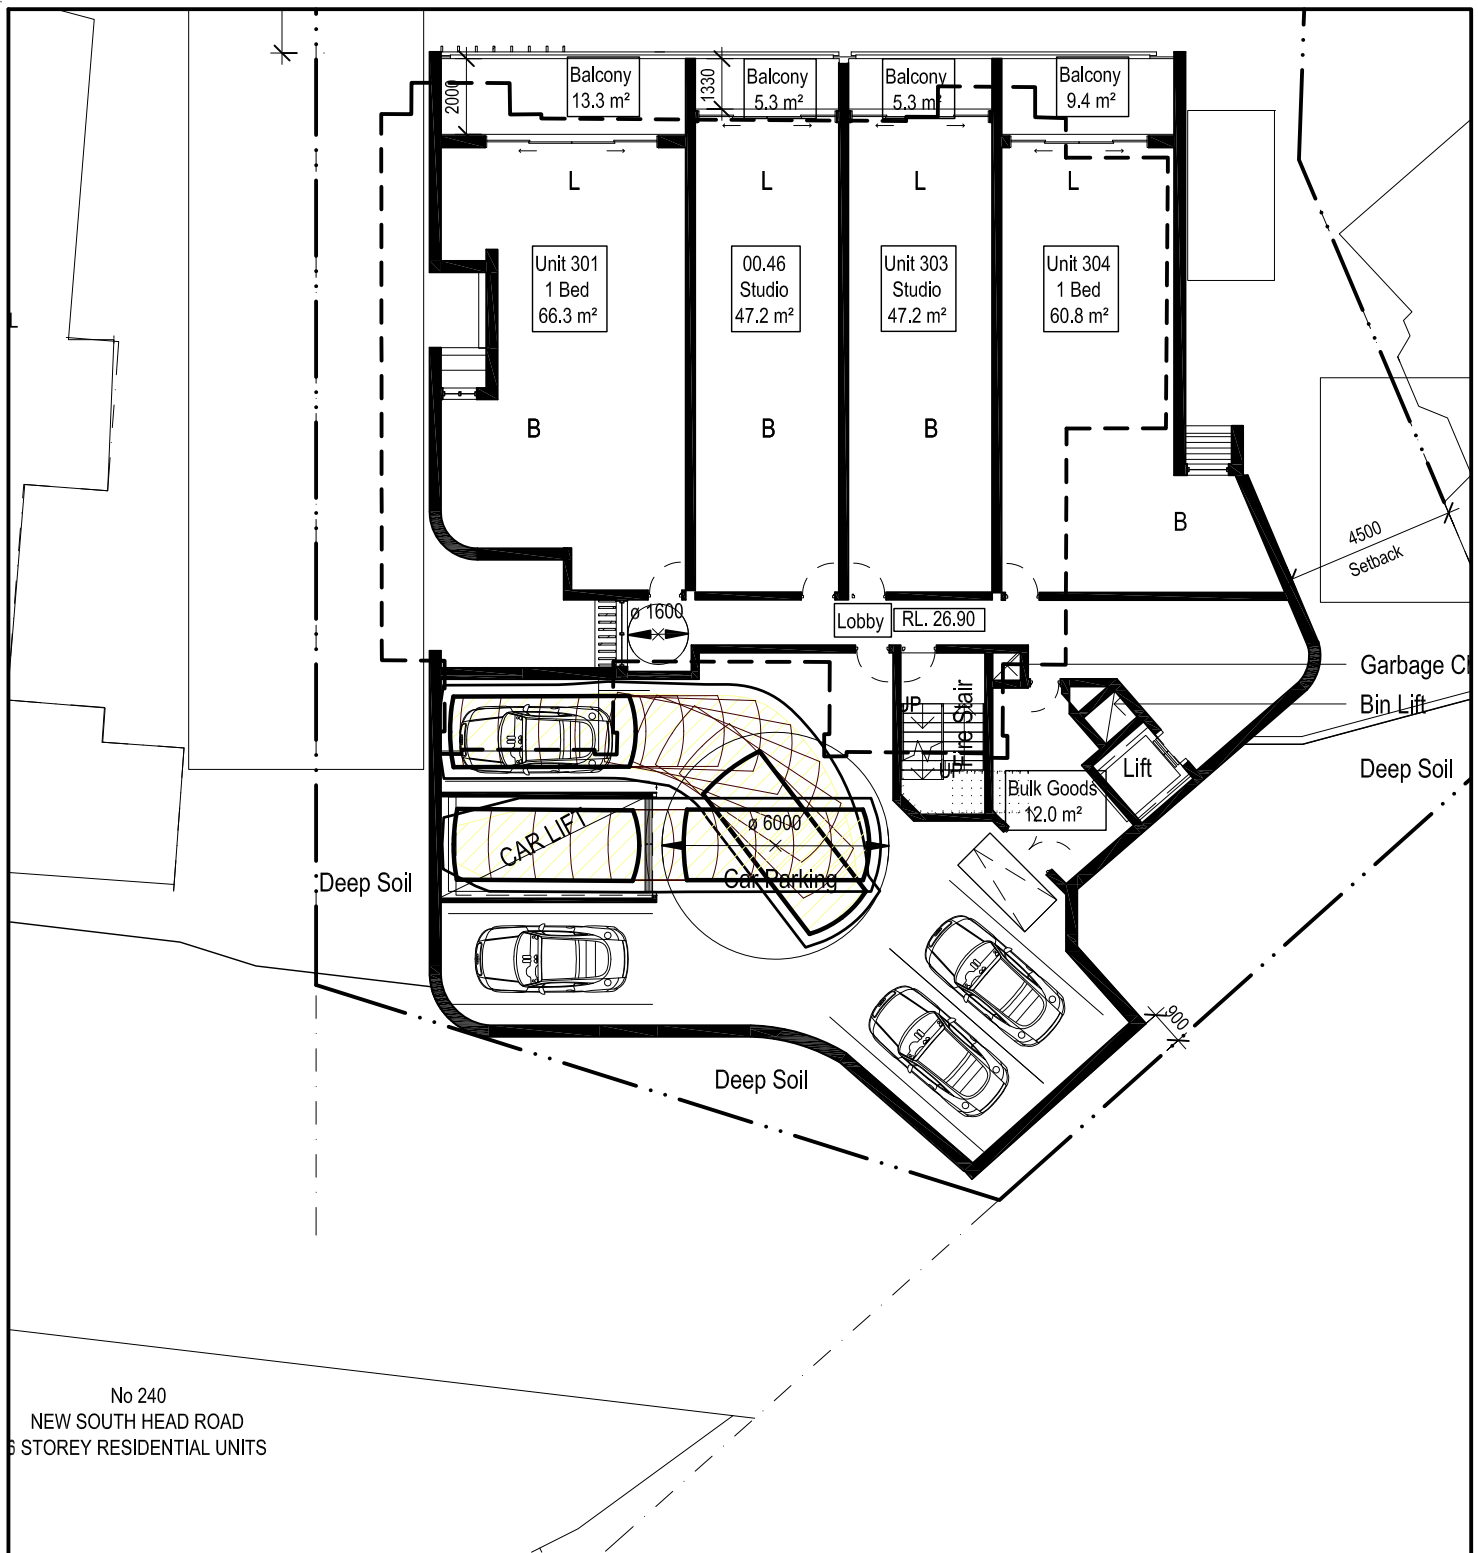 Balcony
13.3 m²
Balcony
5.3 m²
Balcony
5.3 m²
Balcony
9.4 m²
2000
1330
L
L
L
L
L
Unit 301
1 Bed
66.3 m²
00.46
Studio
47.2 m²
Unit 303
Studio
47.2 m²
Unit 304
1 Bed
60.8 m²
B
B
B
B
4500
Setback
ø 1600
Lobby
RL. 26.90
Garbage C
Bin Lift
Deep Soil
UP
UP
Fire Stair
Lift
Bulk Goods
12.0 m²
CAR LIFT
ø 6000
Car Parking
Deep Soil
900
Deep Soil
No 240
NEW SOUTH HEAD ROAD
6 STOREY RESIDENTIAL UNITS